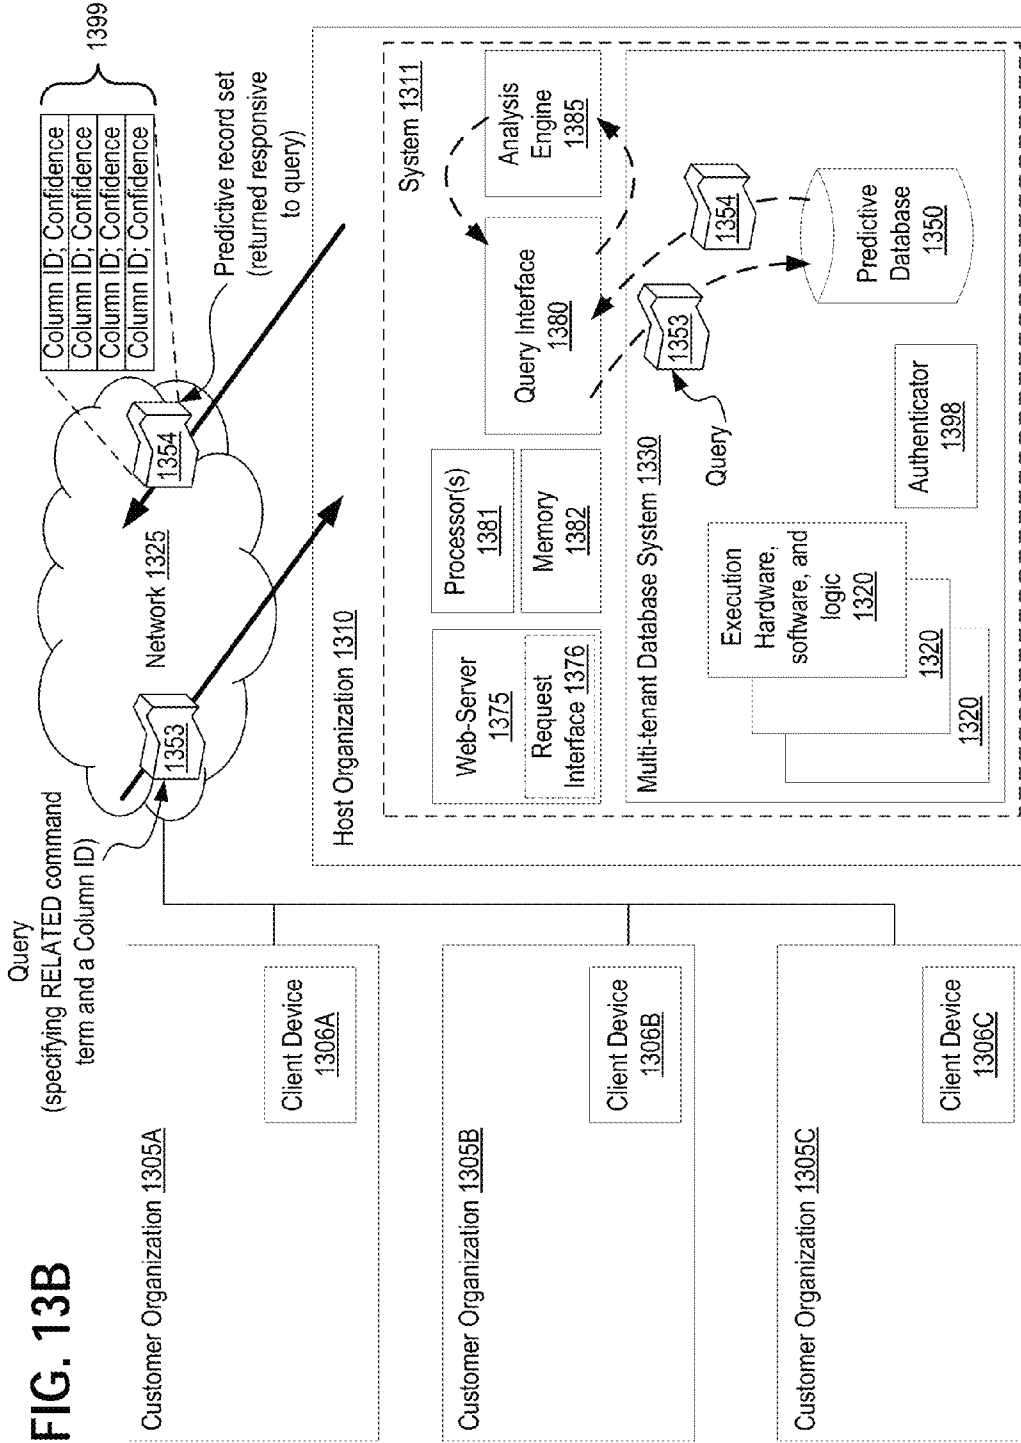 FIG. 13B
Query
(specifying RELATED command
term and a Column ID)
Customer Organization 1305A
Client Device
1306A
Customer Organization 1305B
Client Device
1306B
Customer Organization 1305C
Client Device
1306C
1353
Network 1325
1354
Column ID; Confidence
Column ID; Confidence
Column ID; Confidence
Column ID; Confidence
1399
Predictive record set
(returned responsive
to query)
Host Organization 1310
System 1311
Web-Server
1375
Request
Interface 1376
Processor(s)
1381
Memory
1382
Query Interface
1380
Analysis
Engine
1385
Multi-tenant Database System 1330
Query
1353
1354
Execution
Hardware,
software, and
logic
1320
1320
1320
Authenticator
1398
Predictive
Database
1350